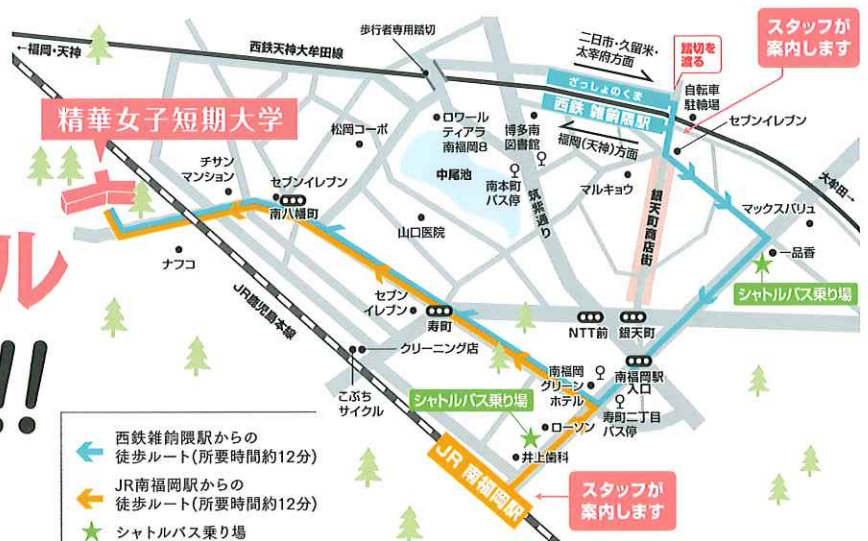 ←福岡・天神
西鉄天神大牟田線
歩行者専用踏切
二日市・久留米・
太宰府方面
踏切を
渡る
スタッフが
案内します
ざっしょのくま
西鉄 雑餉隈駅
自転車
駐輪場
セブンイレブン
福岡(天神)方面
精華女子短期大学
松岡コーポ
ロワール
ティアラ
南福岡8
博多南
図書館
中尾池
南本町
バス停
筑紫通り
マルキョウ
銀天町商店街
大牟田→
マックスバリュ
一品香
シャトルバス乗り場
チサン
マンション
セブンイレブン
南八幡町
山口医院
ナフコ
ル
!!
JR鹿児島本線
セブン
イレブン
寿町
NTT前
銀天町
クリーニング店
こぶち
サイクル
南福岡
グリーン
ホテル
南福岡駅
入口
寿町二丁目
バス停
シャトルバス乗り場
ローソン
井上歯科
JR 南福岡駅
スタッフが
案内します
西鉄雑餉隈駅からの
徒歩ルート(所要時間約12分)
JR南福岡駅からの
徒歩ルート(所要時間約12分)
シャトルバス乗り場